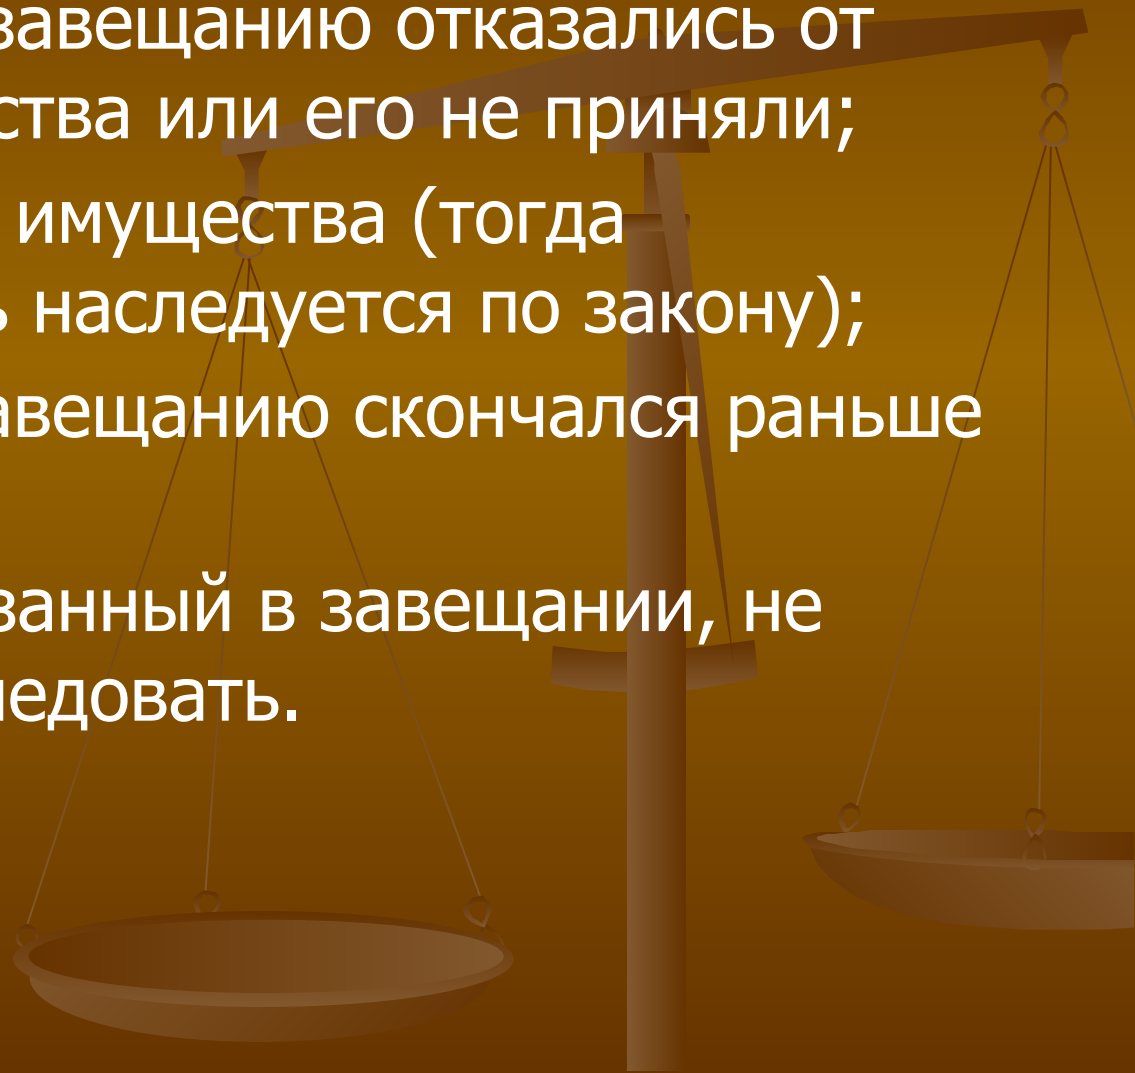 завещанию отказались от
ства или его не приняли;
имущества (тогда
ь наследуется по закону);
авещанию скончался раньше
занный в завещании, не
ледовать.